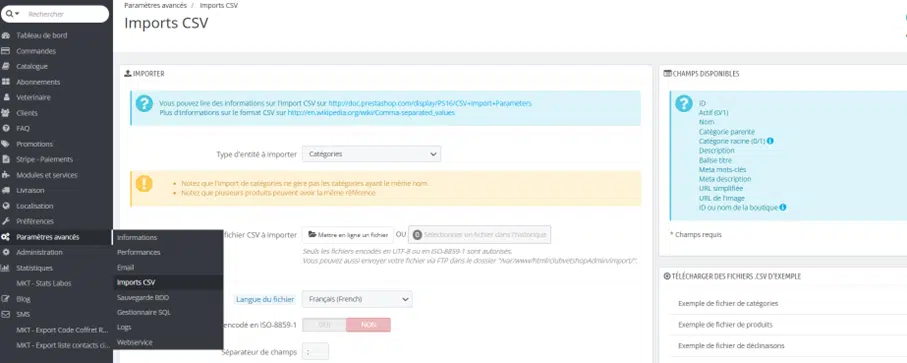 Paramètres avancés / Imports CSV
Imports CSV
Rechercher
Tableau de bord
Commandes
Catalogue
Abonnements
Veterinaire
Clients
FAQ
Promotions
Stripe - Paiements
Modules et services
Livraison
Localisation
Préférences
Paramètres avancés
Administration
Statistiques
MKT - Stats Labos
Blog
SMS
MKT - Export Code Coffret R...
MKT - Export liste contacts cl...
Informations
Performances
Email
Imports CSV
Sauvegarde BDD
Gestionnaire SQL
Logs
Webservice
IMPORTER
Vous pouvez lire des informations sur l'import CSV sur http://doc.prestashop.com/display/PS16/CSV+Import+Parameters
Plus d'informations sur le format CSV sur http://en.wikipedia.org/wiki/Comma-separated_values
Type d'entité à importer
Catégories
Notez que l'import de catégories ne gère pas les catégories ayant le même nom.
Notez que plusieurs produits peuvent avoir la même référence.
fichier CSV à importer
Mettre en ligne un fichier
OU
0 Sélectionner un fichier dans l'historique
Seuls les fichiers encodés en UTF-8 ou en ISO-8859-1 sont autorisés.
Vous pouvez aussi envoyer votre fichier via FTP dans le dossier "/var/www/html/clubvetshopAdmin/import/".
Langue du fichier
Français (French)
encodé en ISO-8859-1
OUI
NON
Séparateur de champs
;
CHAMPS DISPONIBLES
ID
Actif (0/1)
Nom
Catégorie parente
Catégorie racine (0/1)
Description
Balise titre
Meta mots-clés
Meta description
URL simplifiée
URL de l'image
ID ou nom de la boutique
* Champs requis
TÉLÉCHARGER DES FICHIERS .CSV D'EXEMPLE
Exemple de fichier de catégories
Exemple de fichier de produits
Exemple de fichier de déclinaisons